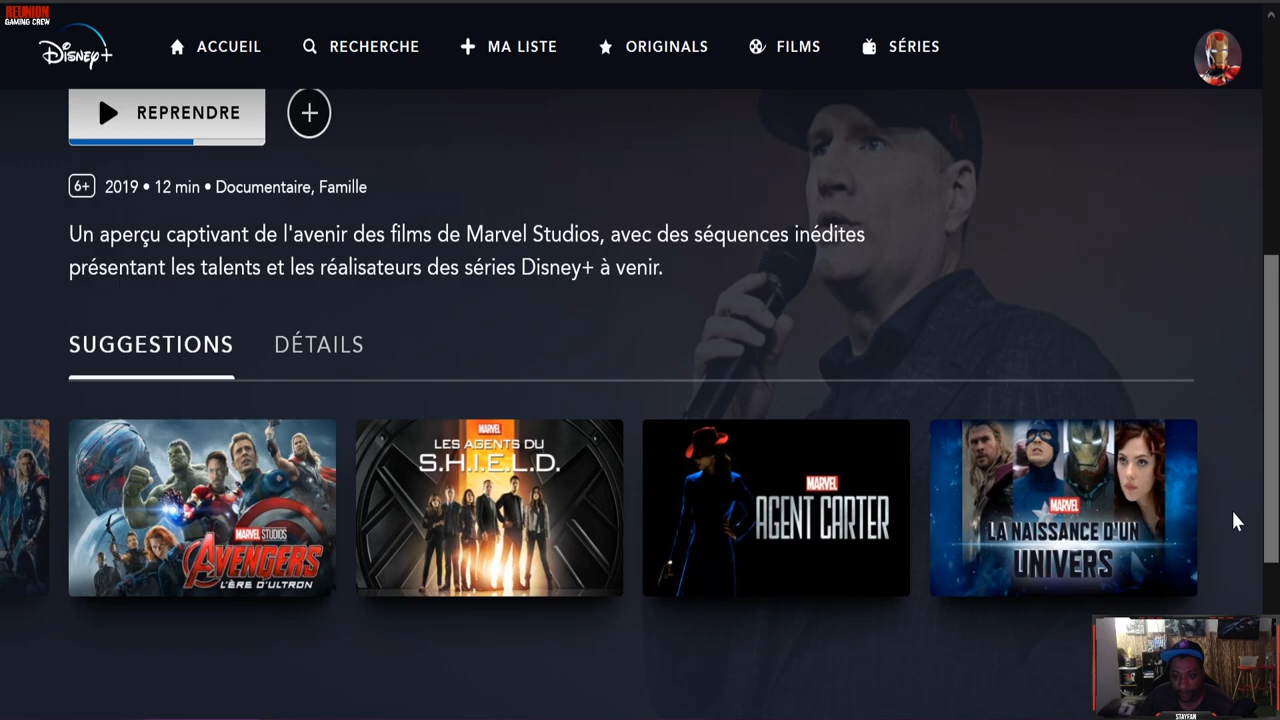 REUNION
GAMING CREW
Disney+
ACCUEIL
RECHERCHE
MA LISTE
ORIGINALS
FILMS
SÉRIES
REPRENDRE
6+ 2019 • 12 min • Documentaire, Famille
Un aperçu captivant de l'avenir des films de Marvel Studios, avec des séquences inédites
présentant les talents et les réalisateurs des séries Disney+ à venir.
SUGGESTIONS
DÉTAILS
MARVEL STUDIOS
AVENGERS
L'ÈRE D'ULTRON
MARVEL
LES AGENTS DU
S.H.I.E.L.D.
MARVEL
AGENT CARTER
MARVEL
LA NAISSANCE D'UN
UNIVERS
STAYFAN